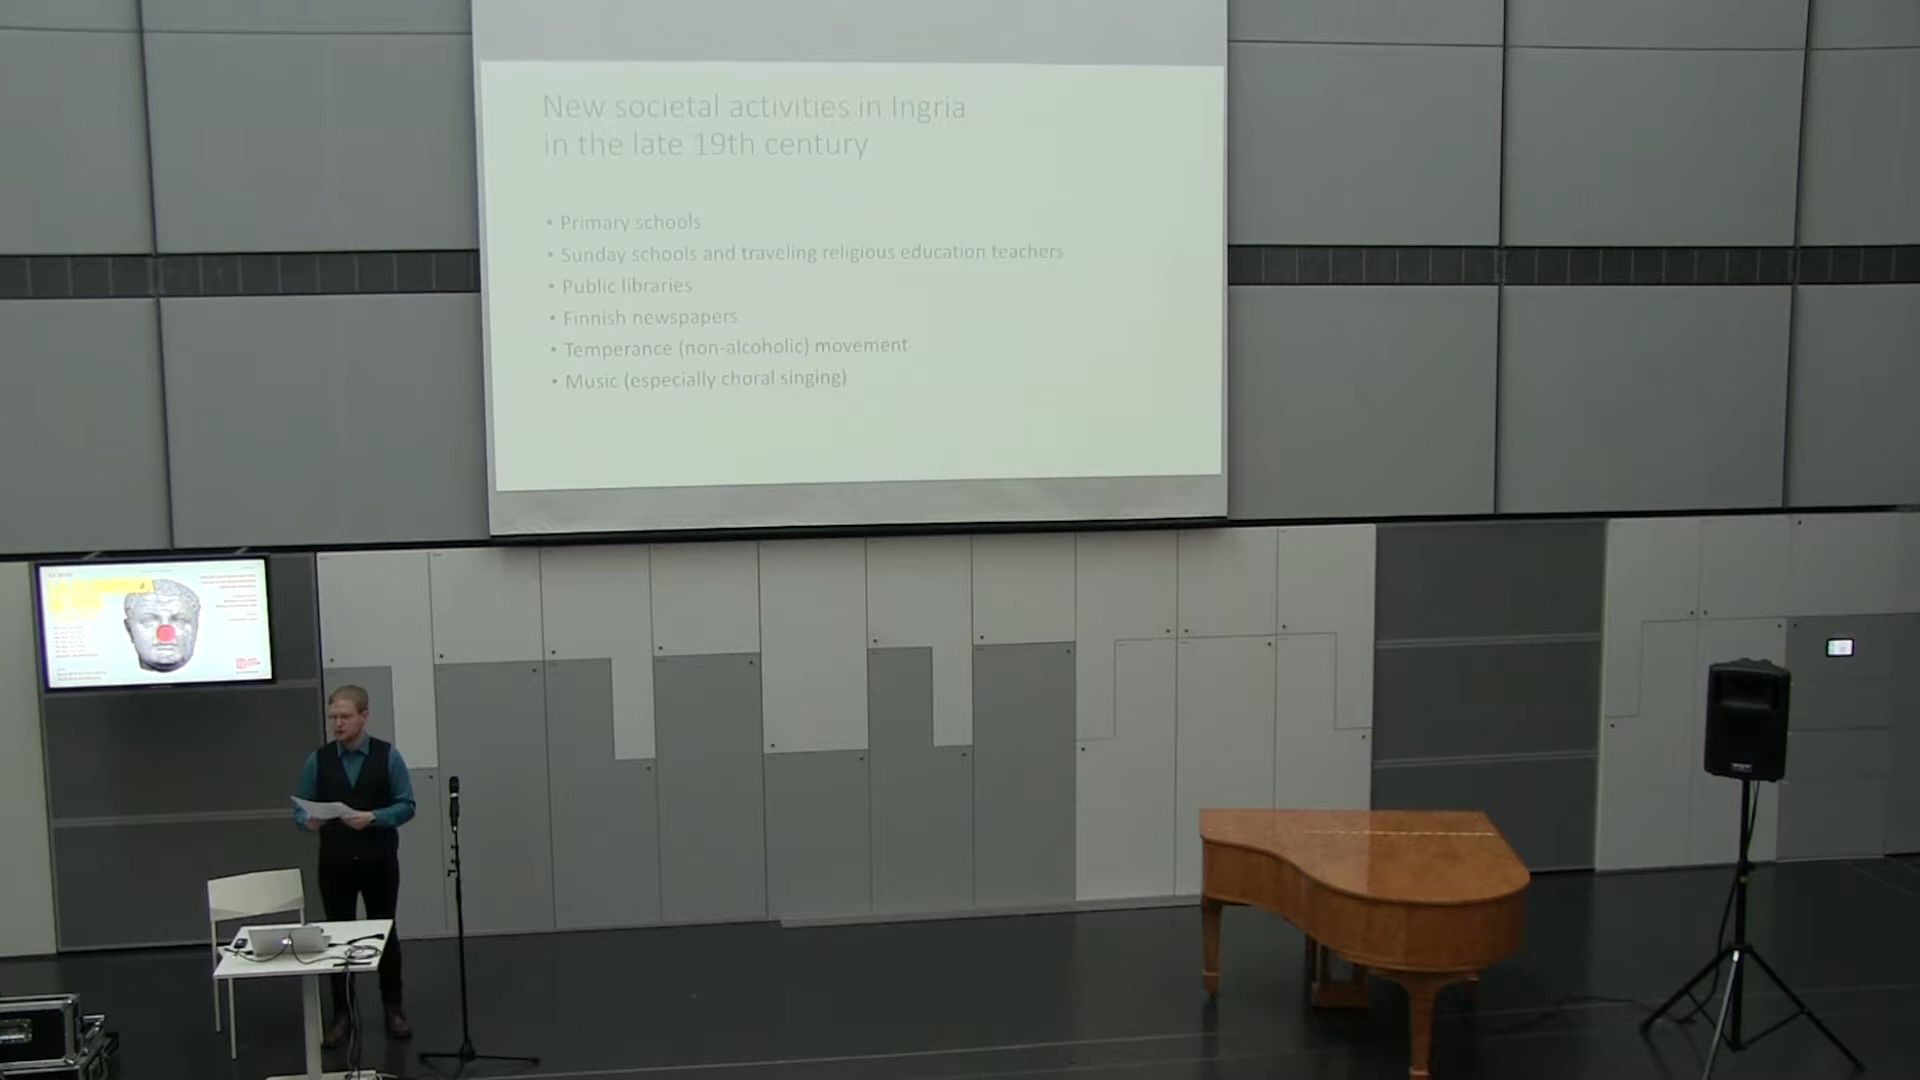 New societal activities in Ingria
in the late 19th century
• Primary schools
• Sunday schools and traveling religious education teachers
• Public libraries
• Finnish newspapers
• Temperance (non-alcoholic) movement
• Music (especially choral singing)